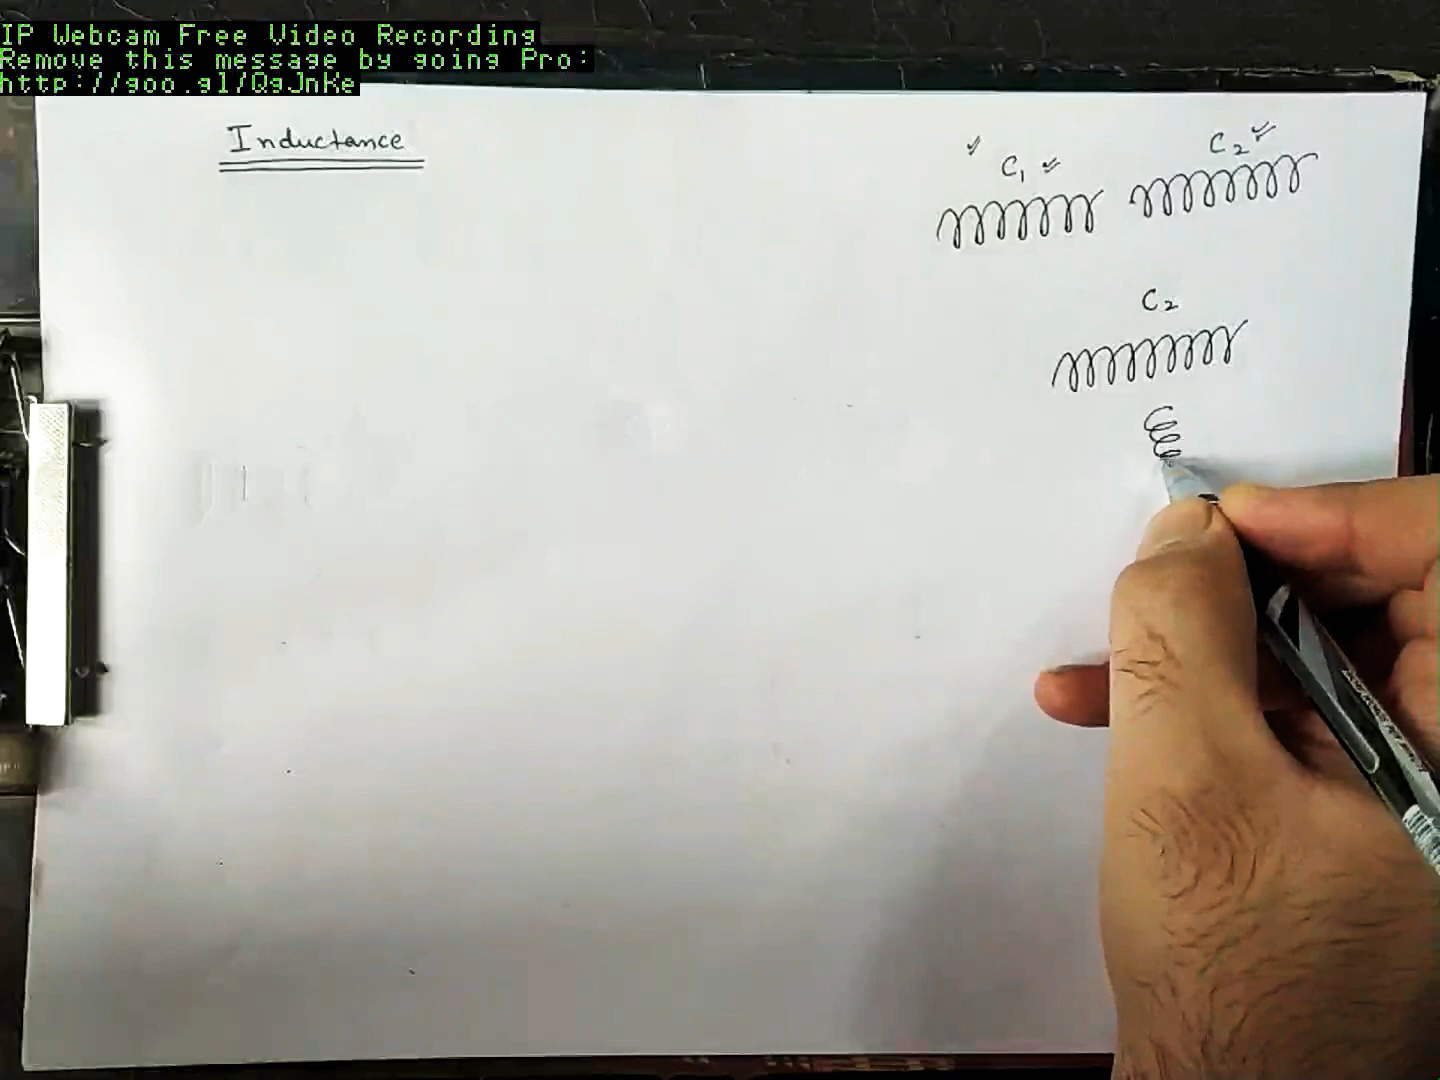 IP Webcam Free Video Recording
Remove this message by going Pro:
http://goo.gl/QgJnKe
Inductance
C₁
C₂
C₂